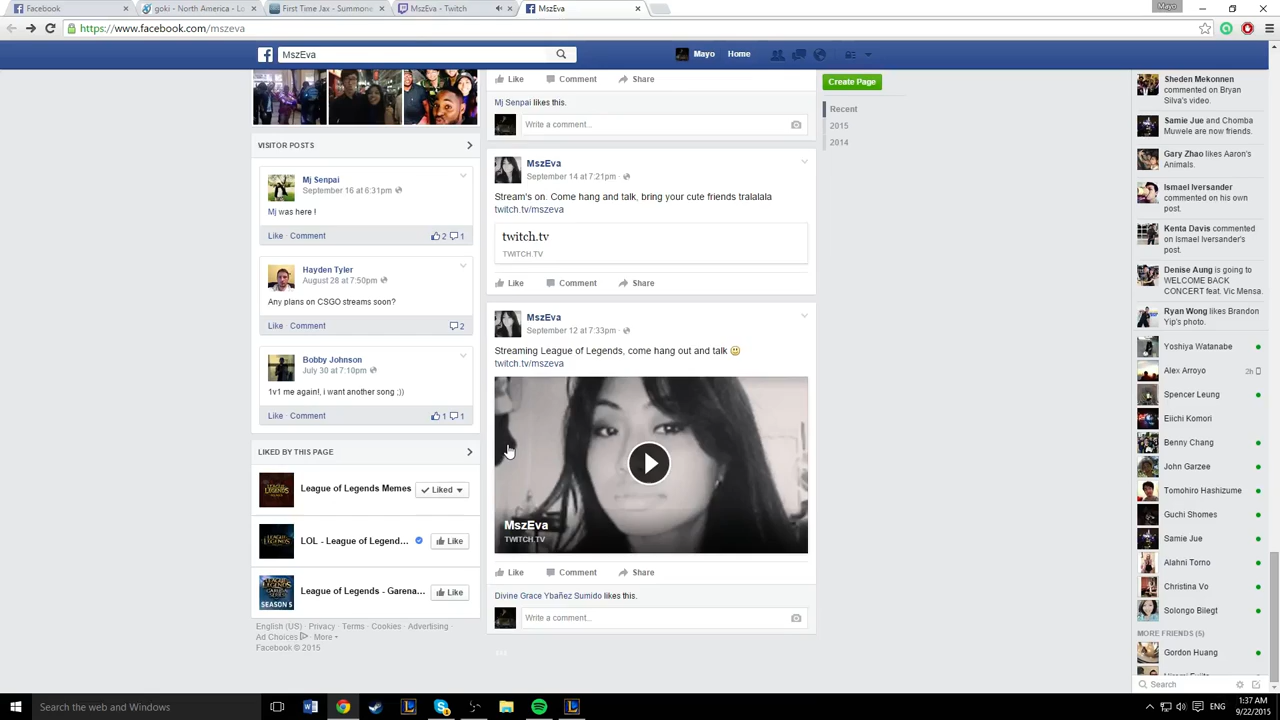 Facebook
goki - North America - Lo
First Time Jax - Summone
MszEva - Twitch
MszEva
Mayo
https://www.facebook.com/mszeva
MszEva
Mayo
Home
Like Comment Share
Mj Senpai likes this.
Write a comment...
Create Page
Recent
2015
2014
VISITOR POSTS
Mj Senpai
September 16 at 6:31pm
Mj was here !
Like · Comment 2 1
Hayden Tyler
August 28 at 7:50pm
Any plans on CSGO streams soon?
Like · Comment 2
Bobby Johnson
July 30 at 7:10pm
1v1 me again!, i want another song ;))
Like · Comment 1 1
LIKED BY THIS PAGE
League of Legends Memes
Liked
LOL - League of Legend...
Like
League of Legends - Garena...
Like
SEASON 5
English (US) · Privacy · Terms · Cookies · Advertising ·
Ad Choices · More
Facebook © 2015
MszEva
September 14 at 7:21pm ·
Stream's on. Come hang and talk, bring your cute friends tralalala
twitch.tv/mszeva
twitch.tv
TWITCH.TV
Like Comment Share
MszEva
September 12 at 7:33pm ·
Streaming League of Legends, come hang out and talk
twitch.tv/mszeva
MszEva
TWITCH.TV
Like Comment Share
Divine Grace Ybañez Sumido likes this.
Write a comment...
Sheden Mekonnen
commented on Bryan
Silva's video.
Samie Jue and Chomba
Muwele are now friends.
Gary Zhao likes Aaron's
Animals.
Ismael Iversander
commented on his own
post.
Kenta Davis commented
on Ismael Iversander's
post.
Denise Aung is going to
WELCOME BACK
CONCERT feat. Vic Mensa.
Ryan Wong likes Brandon
Yip's photo.
Yoshiya Watanabe
Alex Arroyo 2h
Spencer Leung
Eiichi Komori
Benny Chang
John Garzee
Tomohiro Hashizume
Guchi Shomes
Samie Jue
Alahni Torno
Christina Vo
Solongo Bilegt
MORE FRIENDS (5)
Gordon Huang
Search
Search the web and Windows
ENG
1:37 AM
9/22/2015